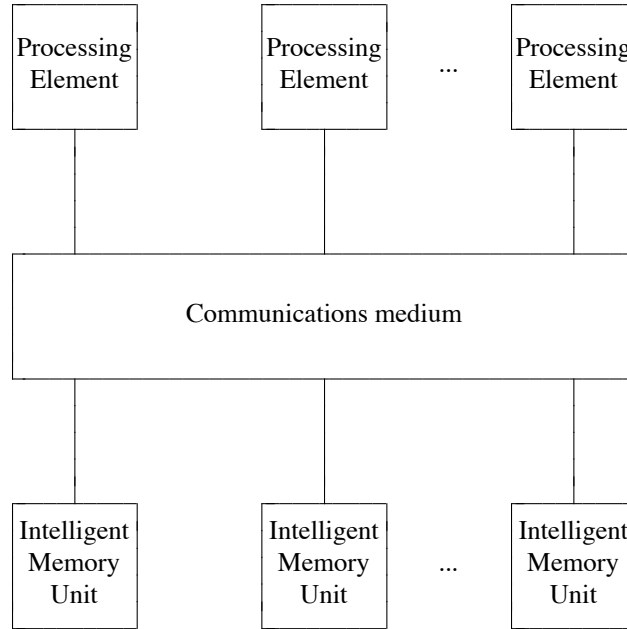 Processing
Element
Processing
Element
...
Processing
Element
Communications medium
Intelligent
Memory
Unit
Intelligent
Memory
Unit
...
Intelligent
Memory
Unit